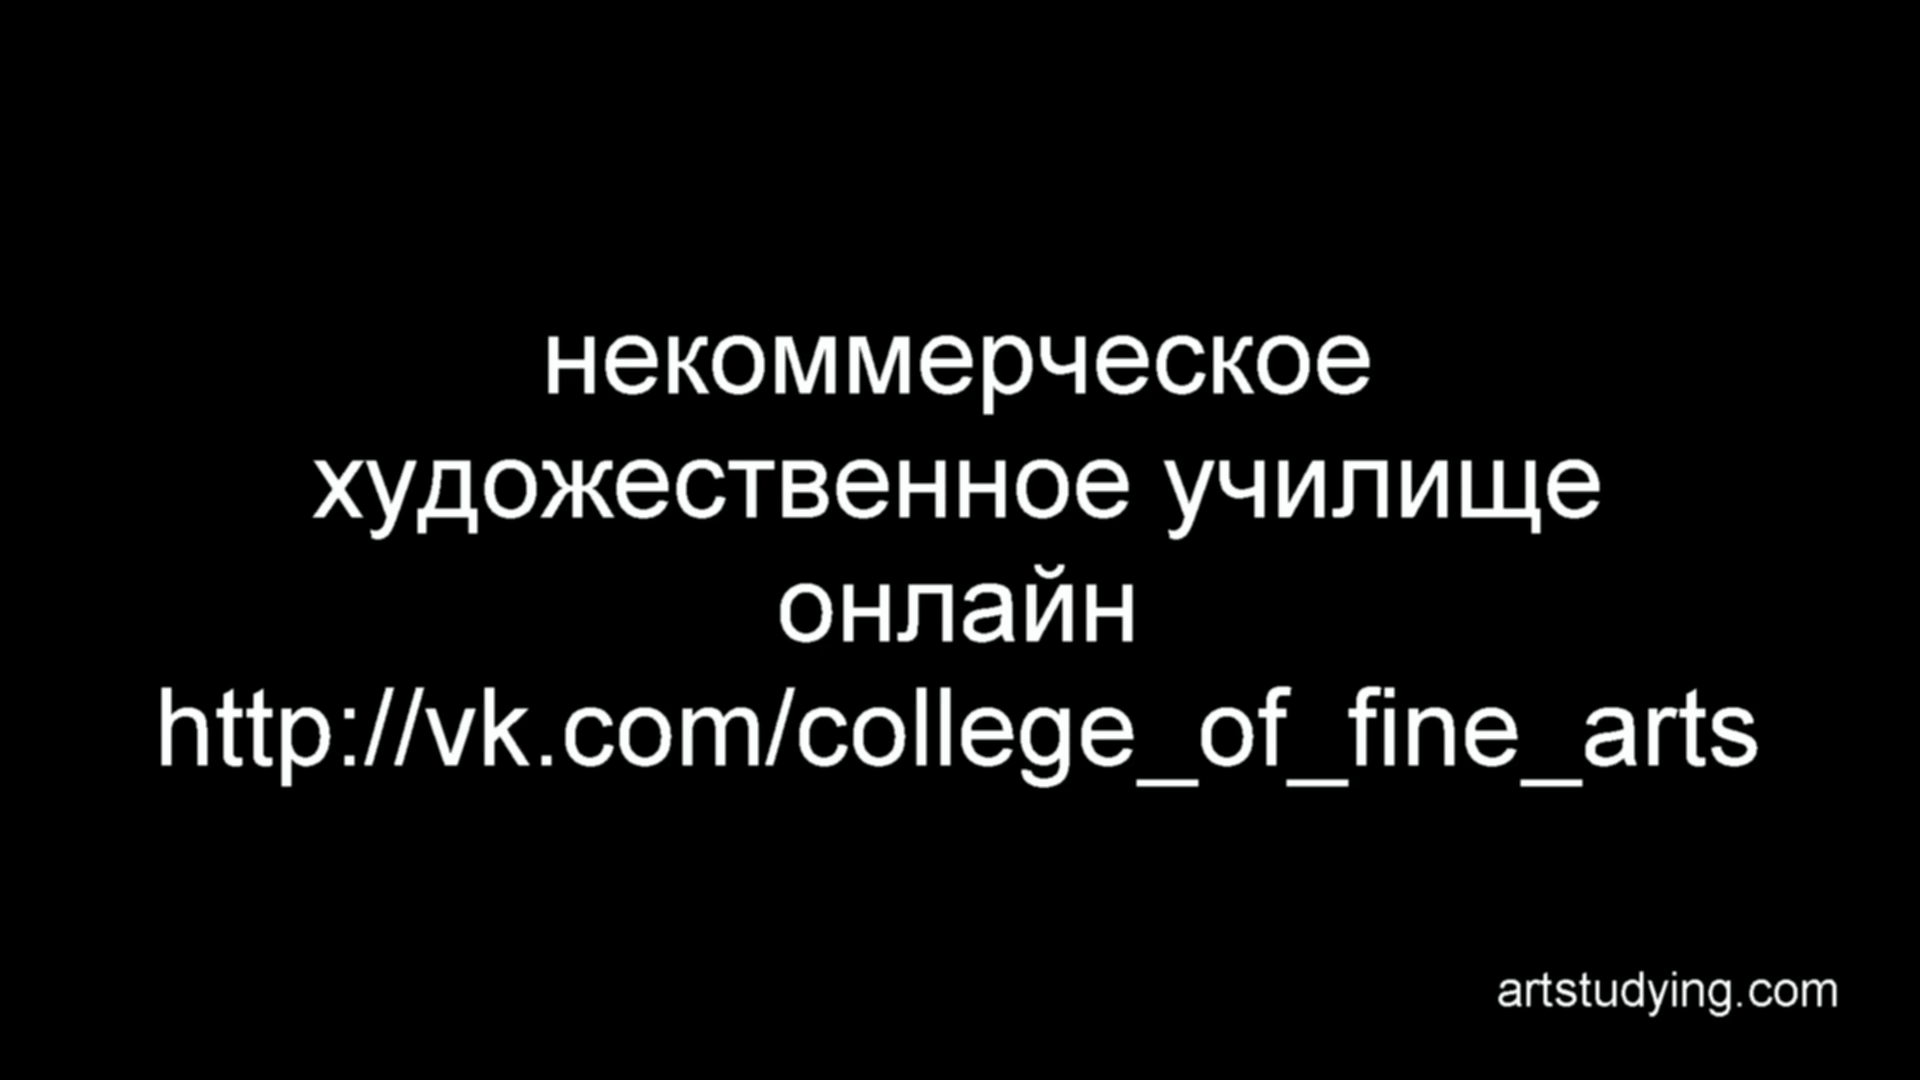 некоммерческое
художественное училище
онлайн
http://vk.com/college_of_fine_arts
artstudying.com